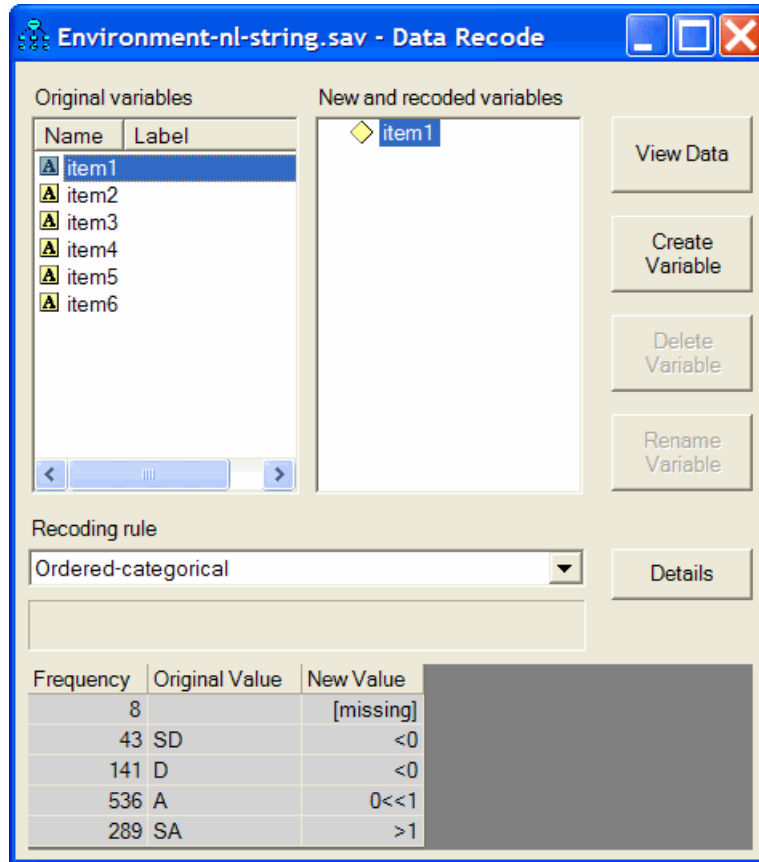 Environment-nl-string.sav - Data Recode
Original variables
New and recoded variables
Name Label
item1
item2
item3
item4
item5
item6
item1
View Data
Create
Variable
Delete
Variable
Rename
Variable
Recoding rule
Ordered-categorical
Details
Frequency Original Value New Value
8 [missing]
43 SD <0
141 D <0
536 A 0<<1
289 SA >1